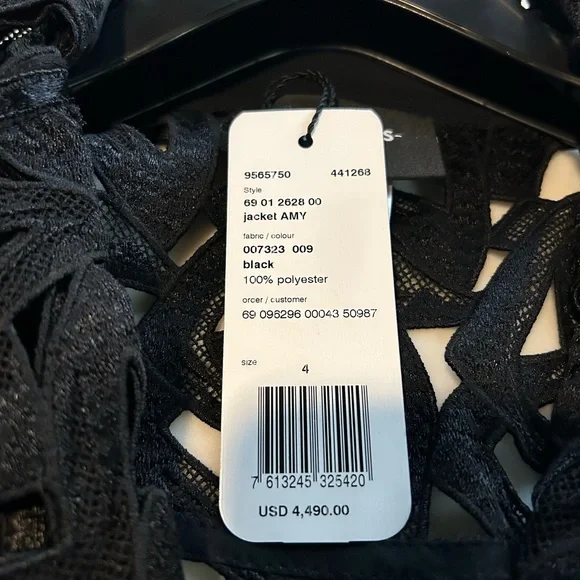 s-
9565750 441268
Style
69 01 2628 00
jacket AMY
fabric / colour
007323 009
black
100% polyester
order / customer
69 096296 00043 50987
size
4
7 613245 325420
USD 4,490.00